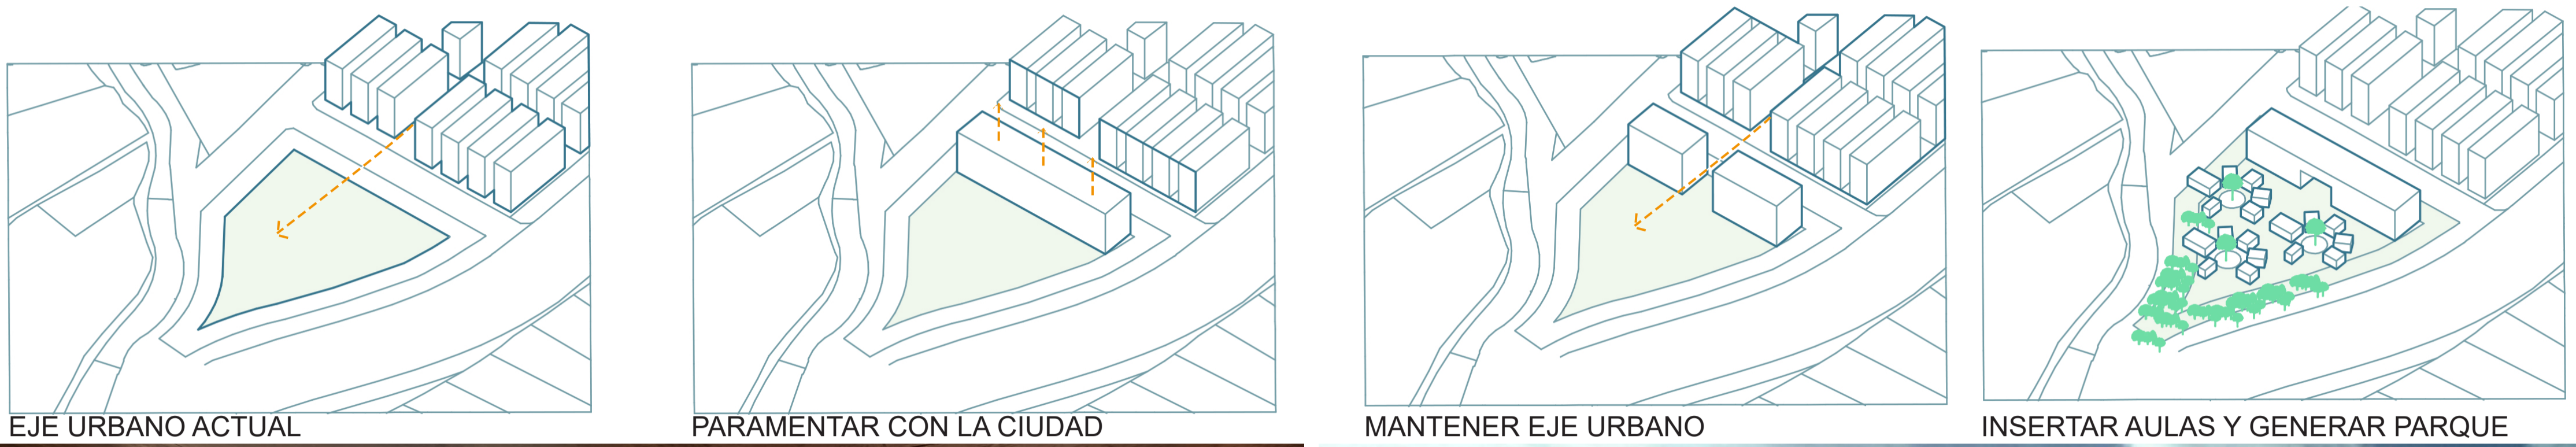 EJE URBANO ACTUAL
PARAMENTAR CON LA CIUDAD
MANTENER EJE URBANO
INSERTAR AULAS Y GENERAR PARQUE